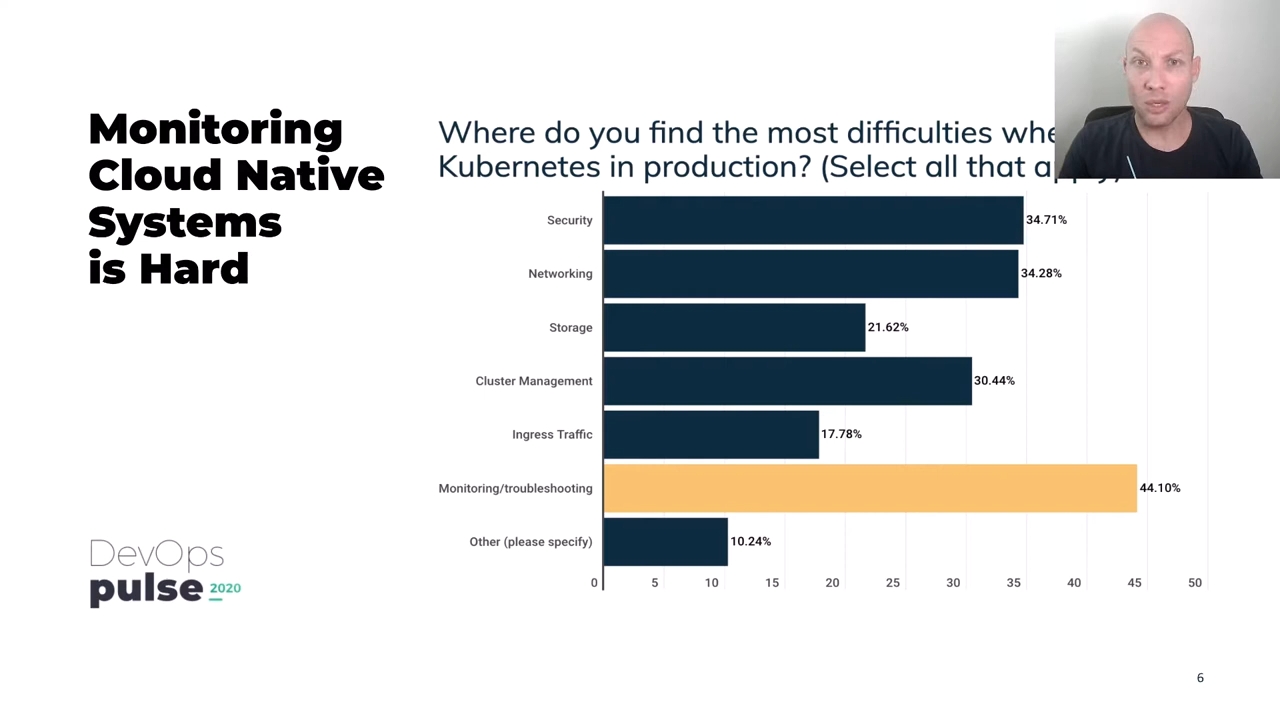 Monitoring
Cloud Native
Systems
is Hard
Where do you find the most difficulties
Kubernetes in production? (Select all that
Security
34.71%
Networking
34.28%
Storage
21.62%
Cluster Management
30.44%
Ingress Traffic
17.78%
Monitoring/troubleshooting
44.10%
Other (please specify)
10.24%
0 5 10 15 20 25 30 35 40 45 50
DevOps
pulse 2020
6